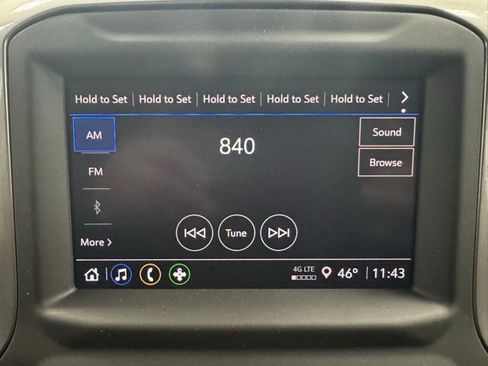 Hold to Set | Hold to Set | Hold to Set | Hold to Set | Hold to Set | >
AM
840
Sound
FM
Browse
Tune
More >
4G LTE 46° | 11:43